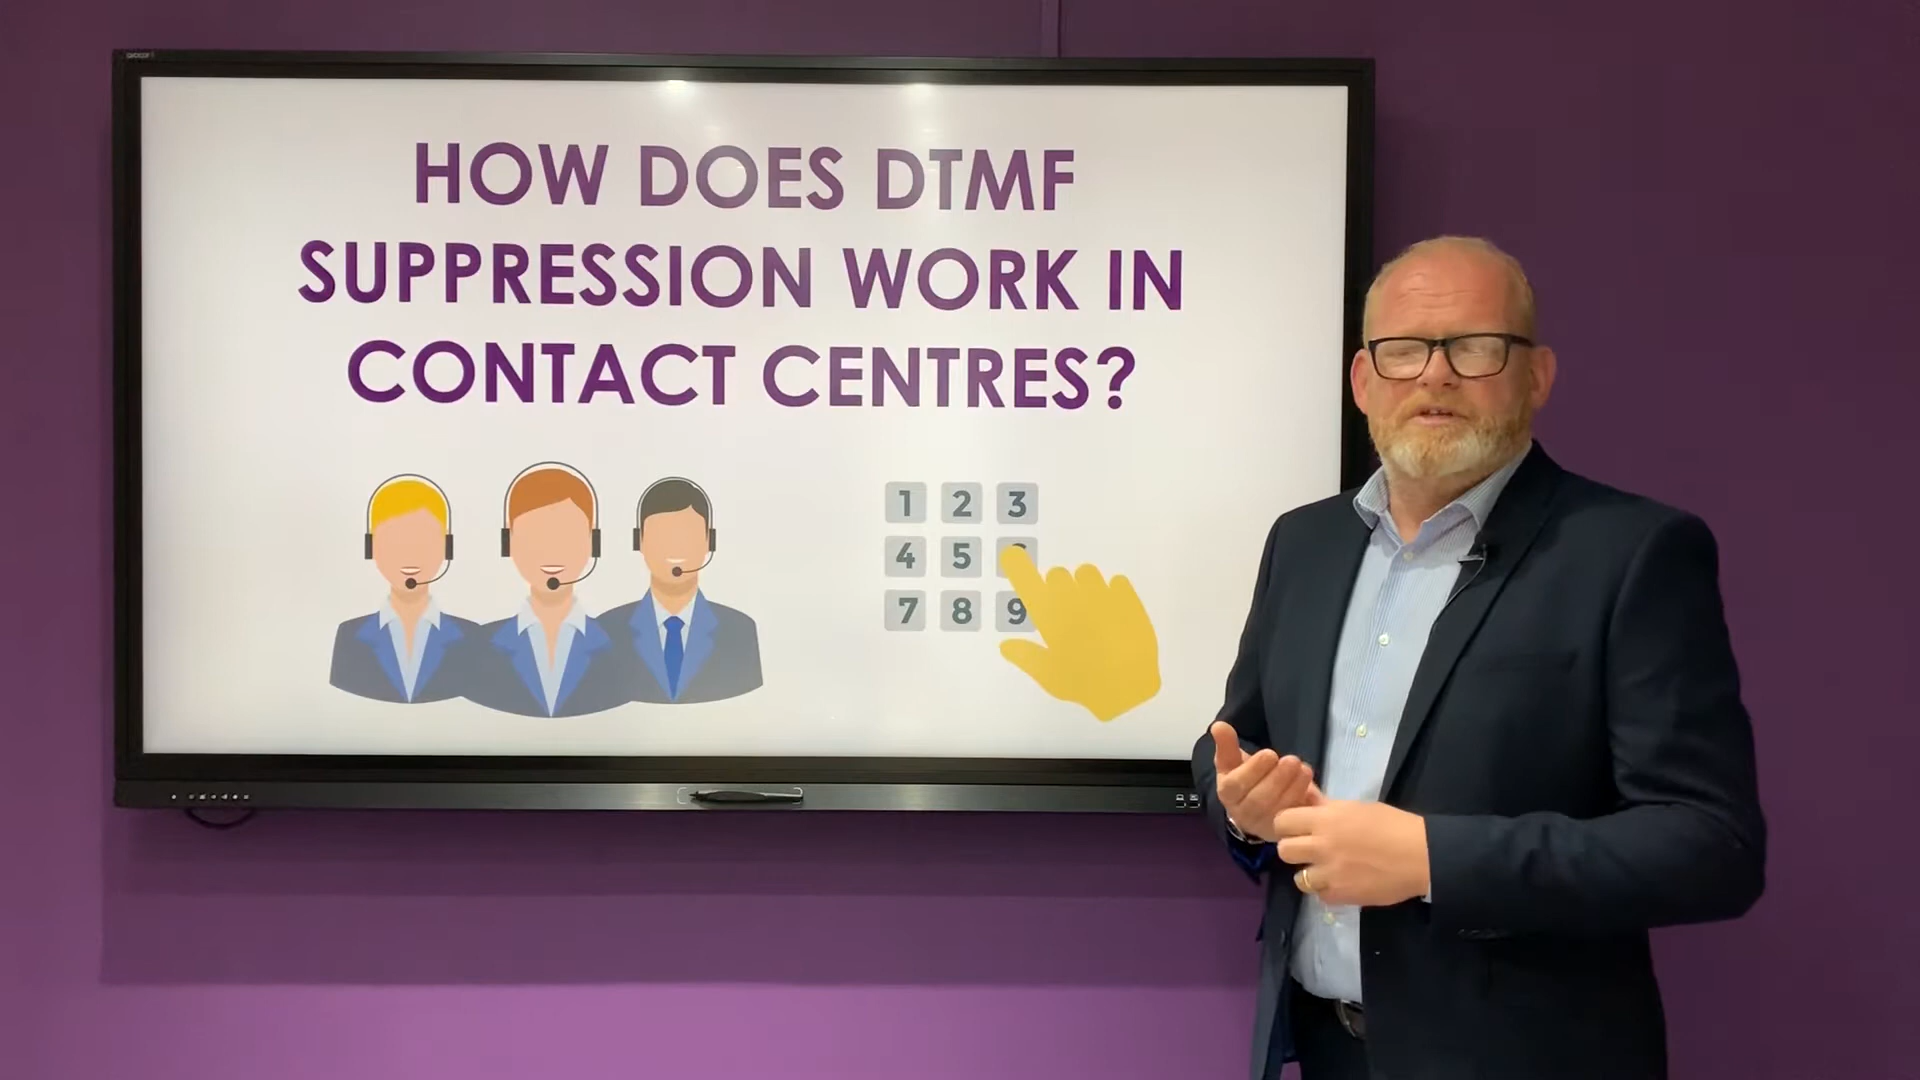 HOW DOES DTMF
SUPPRESSION WORK IN
CONTACT CENTRES?
1 2 3
4 5
7 8 9